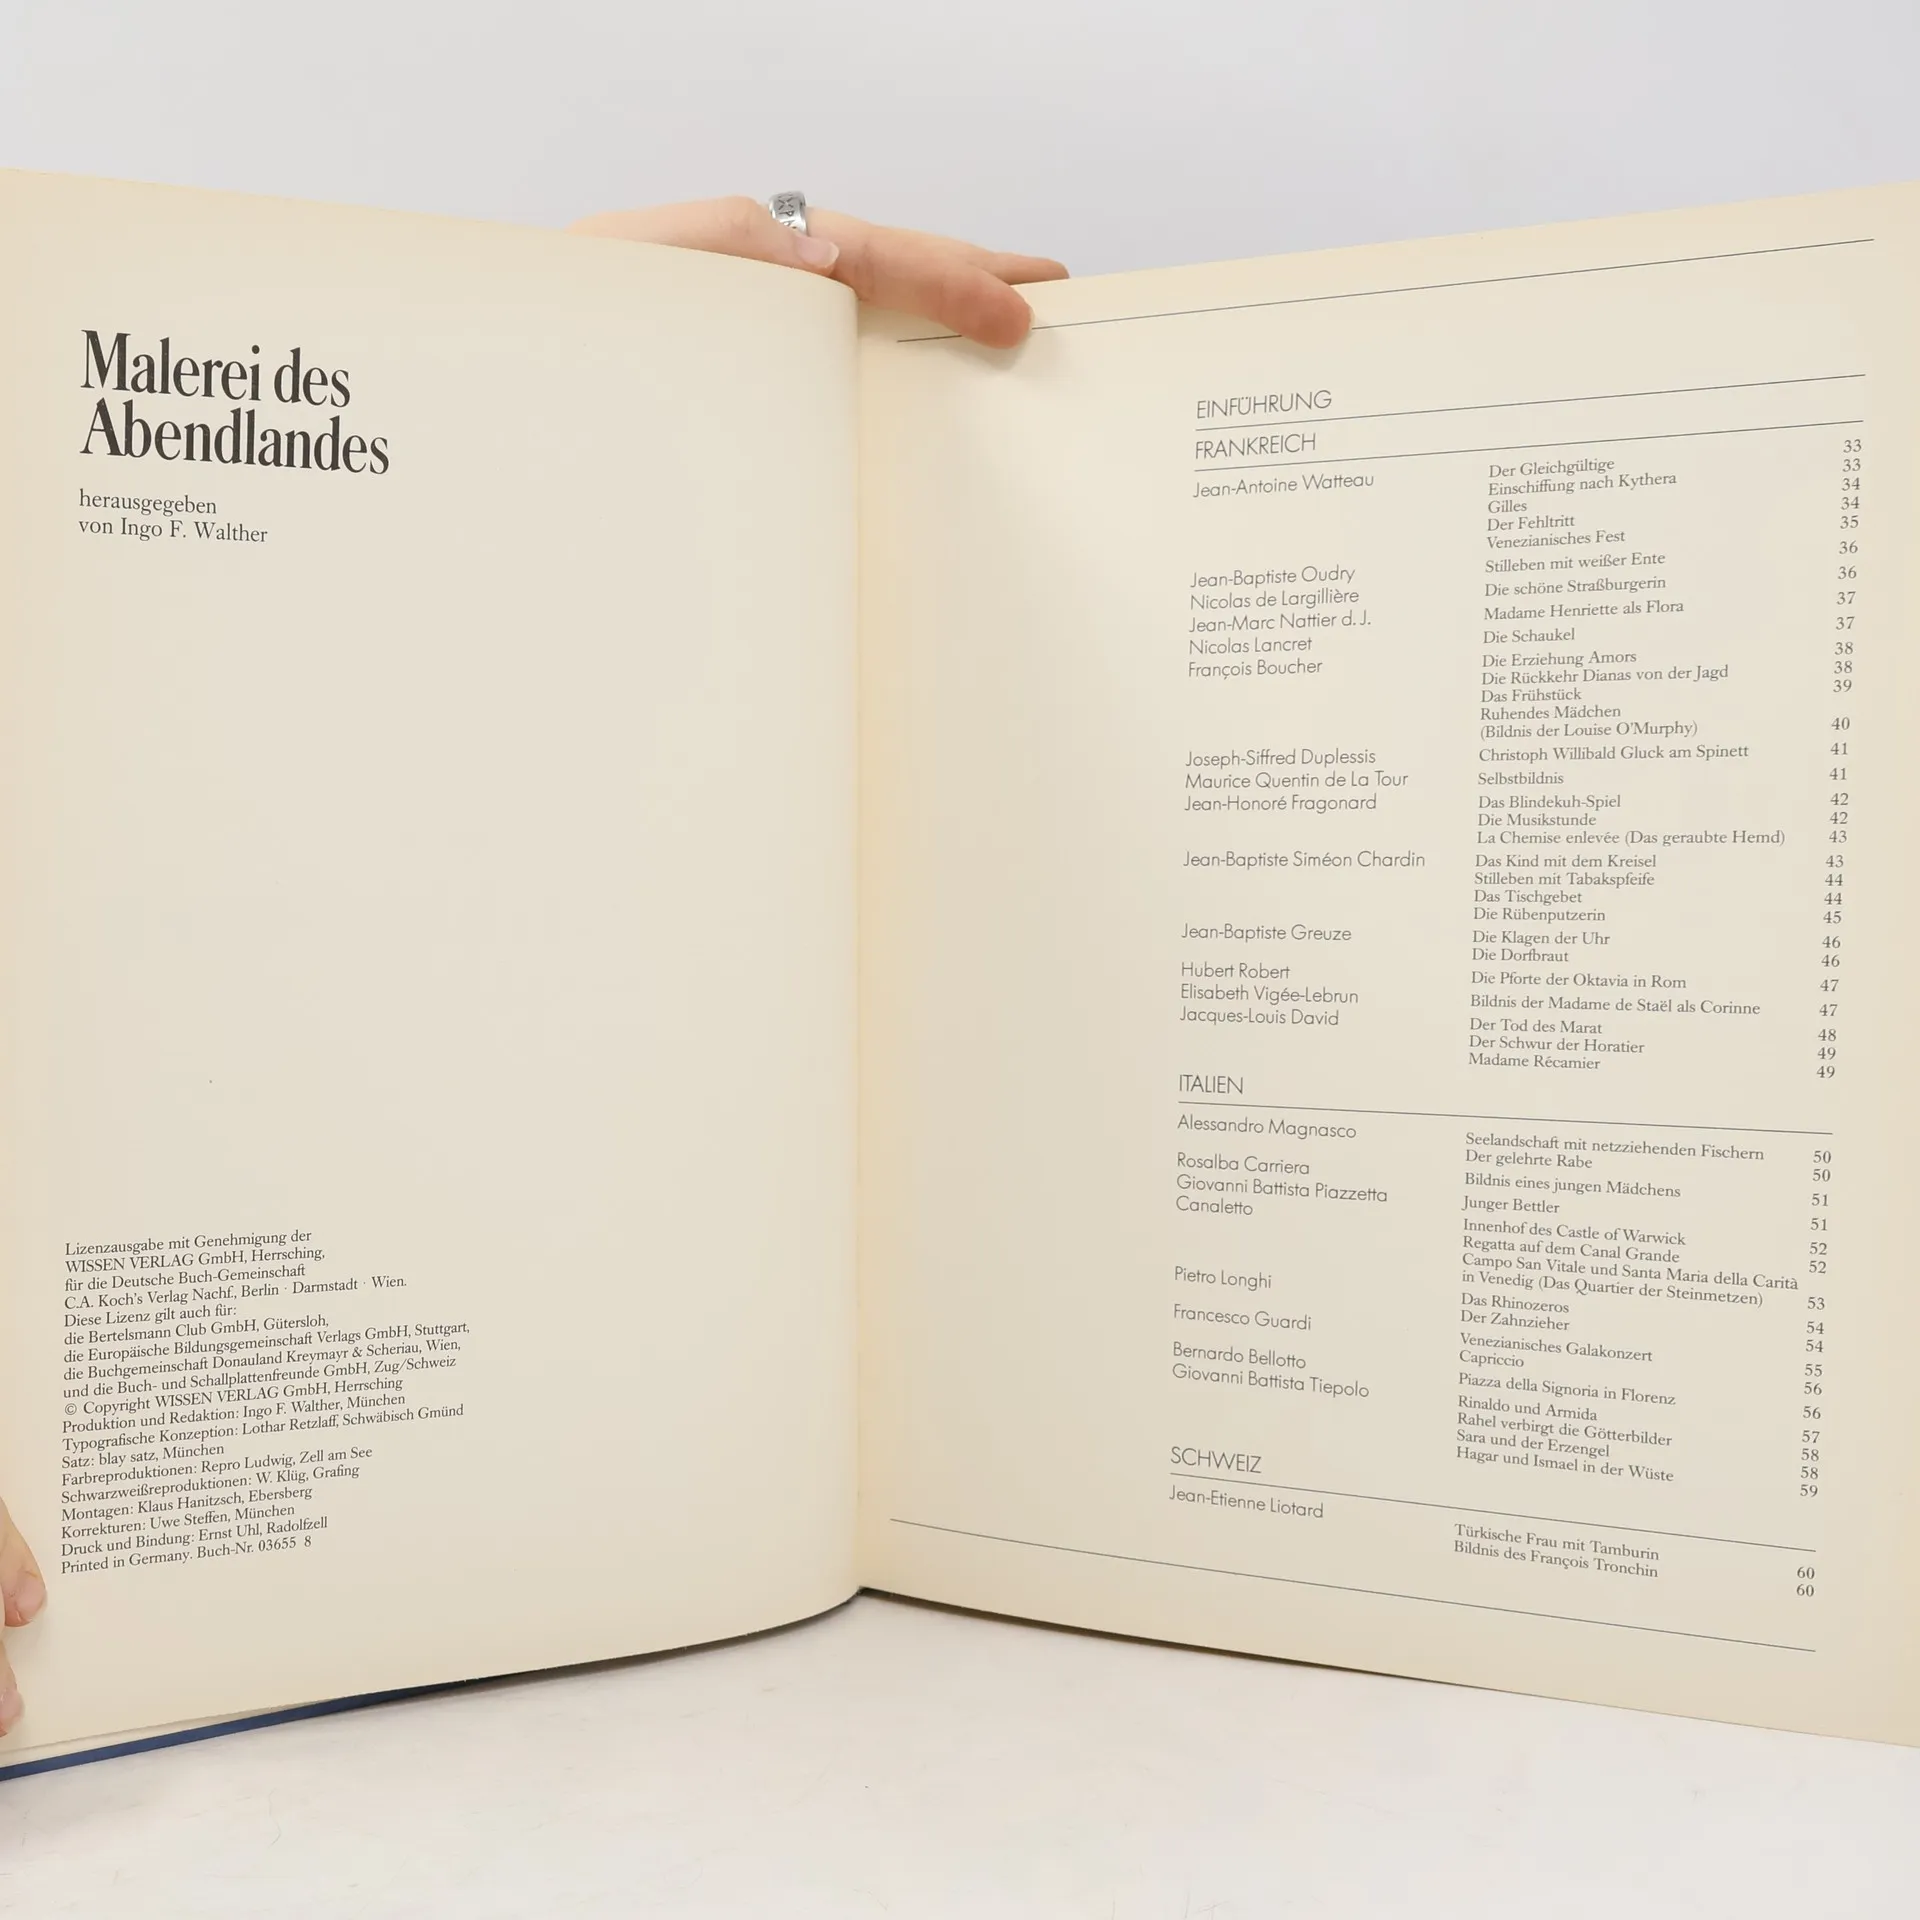 Malerei des
Abendlandes
herausgegeben
von Ingo F. Walther
Lizenzausgabe mit Genehmigung der
WISSEN VERLAG GmbH, Herrsching,
für die Deutsche Buch-Gemeinschaft
C.A. Koch's Verlag Nachf., Berlin · Darmstadt · Wien.
Diese Lizenz gilt auch für:
die Bertelsmann Club GmbH, Gütersloh,
die Europäische Bildungsgemeinschaft Verlags GmbH, Stuttgart,
die Buchgemeinschaft Donauland Kreymayr & Scheriau, Wien,
und die Buch- und Schallplattenfreunde GmbH, Zug/Schweiz
© Copyright WISSEN VERLAG GmbH, Herrsching
Produktion und Redaktion: Ingo F. Walther, München
Typografische Konzeption: Lothar Retzlaff, Schwäbisch Gmünd
Satz: blay satz, München
Farbreproduktionen: Repro Ludwig, Zell am See
Schwarzweißreproduktionen: W. Klüg, Grafing
Montagen: Klaus Hanitzsch, Ebersberg
Korrekturen: Uwe Steffen, München
Druck und Bindung: Ernst Uhl, Radolfzell
Printed in Germany. Buch-Nr. 03655 8
EINFÜHRUNG
FRANKREICH
Jean-Antoine Watteau Der Gleichgültige 33
Einschiffung nach Kythera 33
Gilles 34
Der Fehltritt 34
Venezianisches Fest 35
Jean-Baptiste Oudry Stilleben mit weißer Ente 36
Nicolas de Largillière Die schöne Straßburgerin 36
Jean-Marc Nattier d. J. Madame Henriette als Flora 37
Nicolas Lancret Die Schaukel 37
François Boucher Die Erziehung Amors 38
Die Rückkehr Dianas von der Jagd 38
Das Frühstück 39
Ruhendes Mädchen
(Bildnis der Louise O'Murphy) 40
Joseph-Siffred Duplessis Christoph Willibald Gluck am Spinett 41
Maurice Quentin de La Tour Selbstbildnis 41
Jean-Honoré Fragonard Das Blindekuh-Spiel 42
Die Musikstunde 42
La Chemise enlevée (Das geraubte Hemd) 43
Jean-Baptiste Siméon Chardin Das Kind mit dem Kreisel 43
Stilleben mit Tabakspfeife 44
Das Tischgebet 44
Die Rübenputzerin 45
Jean-Baptiste Greuze Die Klagen der Uhr 46
Die Dorfbraut 46
Hubert Robert Die Pforte der Oktavia in Rom 47
Elisabeth Vigée-Lebrun Bildnis der Madame de Staël als Corinne 47
Jacques-Louis David Der Tod des Marat 48
Der Schwur der Horatier 49
Madame Récamier 49
ITALIEN
Alessandro Magnasco Seelandschaft mit netzziehenden Fischern 50
Der gelehrte Rabe 50
Rosalba Carriera Bildnis eines jungen Mädchens 51
Giovanni Battista Piazzetta Junger Bettler 51
Canaletto Innenhof des Castle of Warwick 52
Regatta auf dem Canal Grande 52
Campo San Vitale und Santa Maria della Carità
in Venedig (Das Quartier der Steinmetzen) 53
Pietro Longhi Das Rhinozeros 54
Der Zahnzieher 54
Francesco Guardi Venezianisches Galakonzert 55
Capriccio 56
Bernardo Bellotto Piazza della Signoria in Florenz 56
Giovanni Battista Tiepolo Rinaldo und Armida 57
Rahel verbirgt die Götterbilder 58
Sara und der Erzengel 58
Hagar und Ismael in der Wüste 59
SCHWEIZ
Jean-Etienne Liotard Türkische Frau mit Tamburin 60
Bildnis des François Tronchin 60